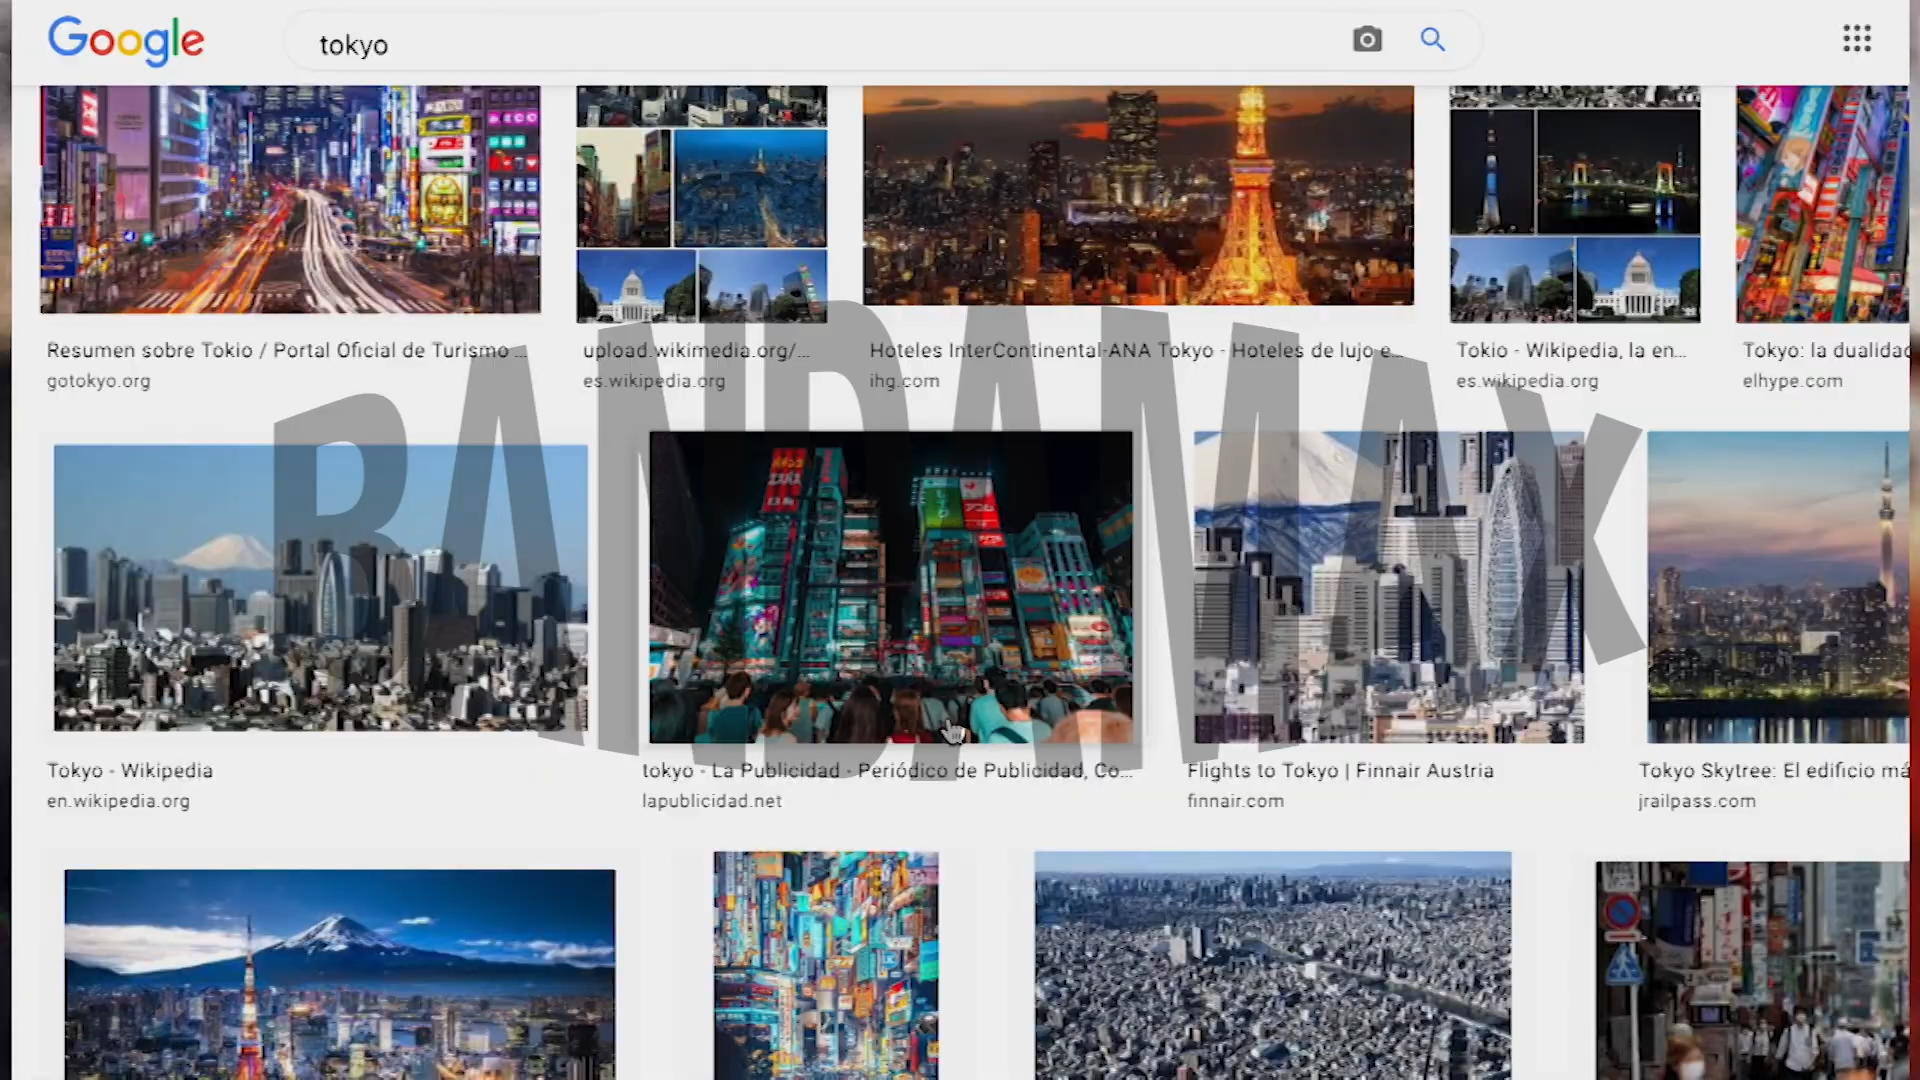 Google
tokyo
Resumen sobre Tokio / Portal Oficial de Turismo ...
gotokyo.org
upload.wikimedia.org/...
es.wikipedia.org
Hoteles InterContinental-ANA Tokyo - Hoteles de lujo e...
ihg.com
Tokio - Wikipedia, la en...
es.wikipedia.org
Tokyo: la dualidad
elhype.com
BANDAMAX
Tokyo - Wikipedia
en.wikipedia.org
tokyo - La Publicidad - Periódico de Publicidad, Co...
lapublicidad.net
Flights to Tokyo | Finnair Austria
finnair.com
Tokyo Skytree: El edificio má
jrailpass.com